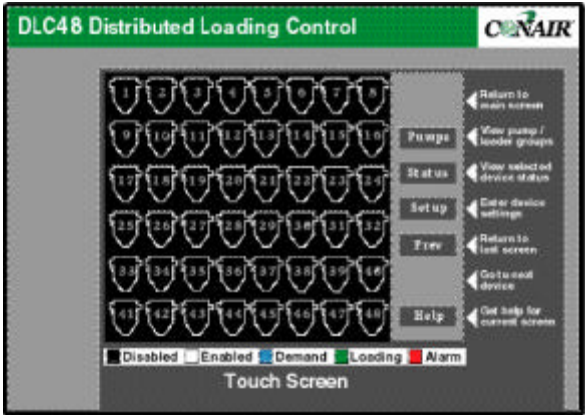 DLC48 Distributed Loading Control
CONAIR
1 2 3 4 5 6 7 8
Return to
main screen
9 10 11 12 13 14 15 16
Pumps
View pump /
loader groups
17 18 19 20 21 22 23 24
Status
View selected
device status
Setup
Enter device
settings
25 26 27 28 29 30 31 32
Prev
Return to
last screen
33 34 35 36 37 38 39 40
Go to next
device
41 42 43 44 45 46 47 48
Help
Get help for
current screen
Disabled Enabled Demand Loading Alarm
Touch Screen